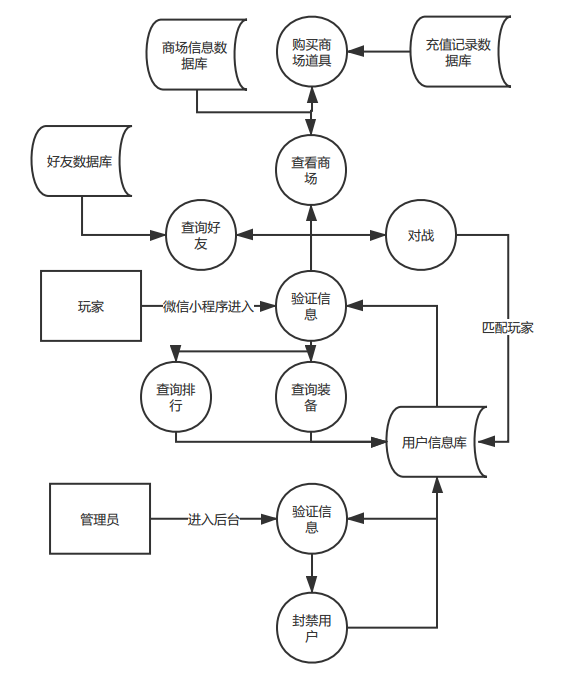 商场信息数
据库
购买商
场道具
充值记录数
据库
查看商
场
好友数据库
查询好
友
对战
玩家
微信小程序进入
验证信
息
匹配玩家
查询排
行
查询装
备
用户信息库
管理员
进入后台
验证信
息
封禁用
户